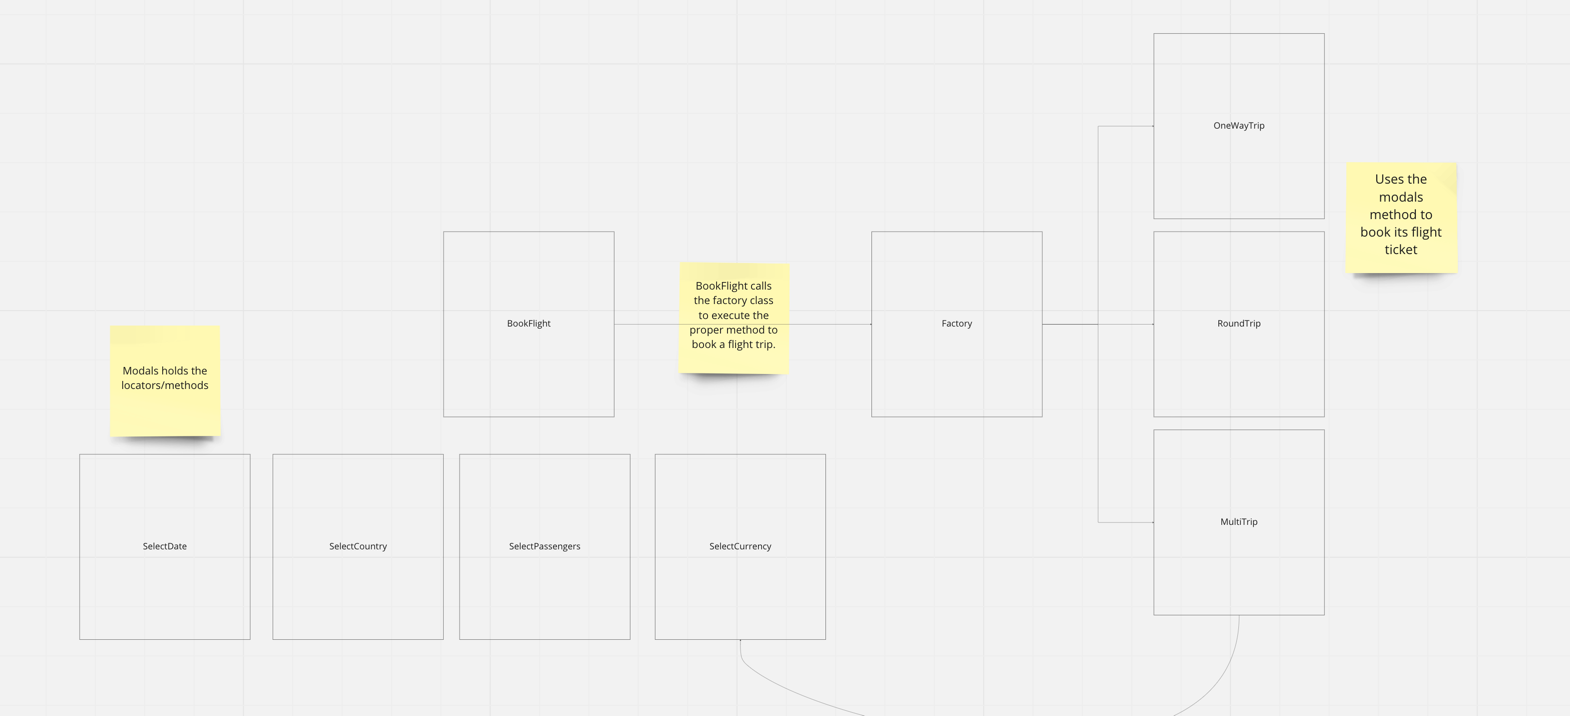 OneWayTrip
Uses the
modals
method to
book its flight
ticket
BookFlight
BookFlight calls
the factory class
to execute the
proper method to
book a flight trip.
Factory
RoundTrip
Modals holds the
locators/methods
SelectDate
SelectCountry
SelectPassengers
SelectCurrency
MultiTrip